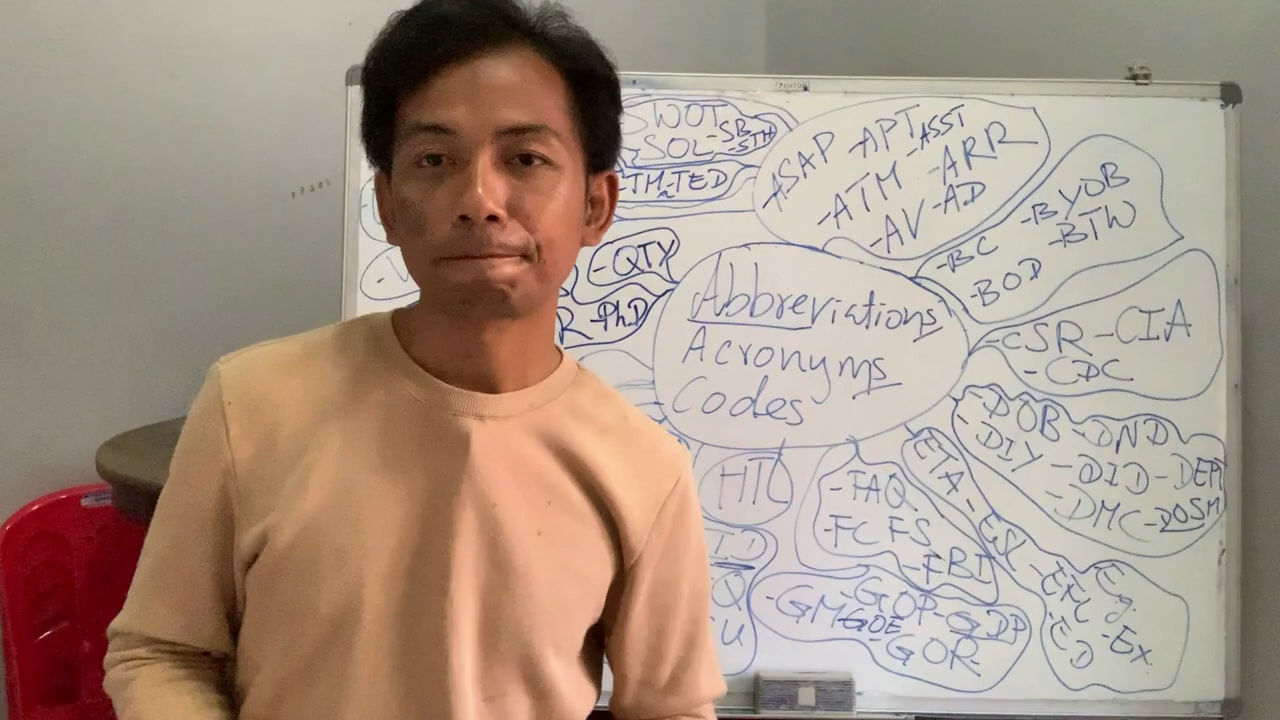 SWOT
-SOL -SB
-STH
-TED
-QTY
-PhD
Abbreviations
Acronyms
Codes
ASAP -APT -ASST
-ATM -ARR
-AV -AD
-BC -BYOB
-BOD -BTW
-CSR -CIA
-CDC
-DOB -DND
-DIY -DID -DEPT
-DMC -DOSM
ETA -ESL -Etc Eg
ED -Ex
-FAQ
-FCFS
-FBI
-GM -GOP -GDP
-GOE
-GOR